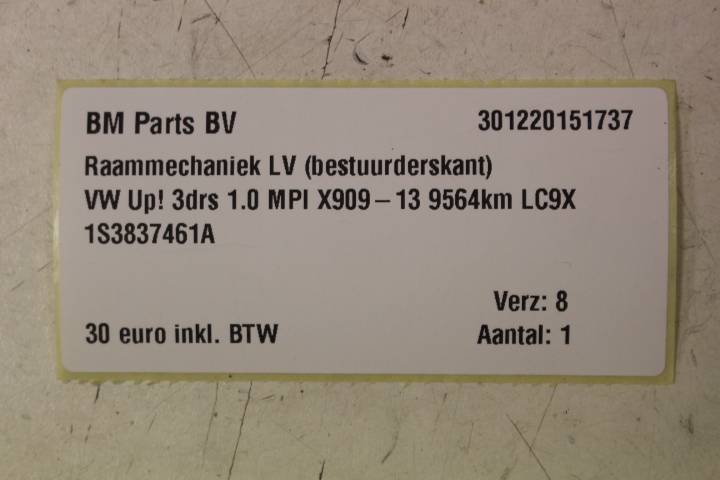 BM Parts BV 301220151737
Raammechaniek LV (bestuurderskant)
VW Up! 3drs 1.0 MPI X909-13 9564km LC9X
1S3837461A
Verz: 8
30 euro inkl. BTW Aantal: 1